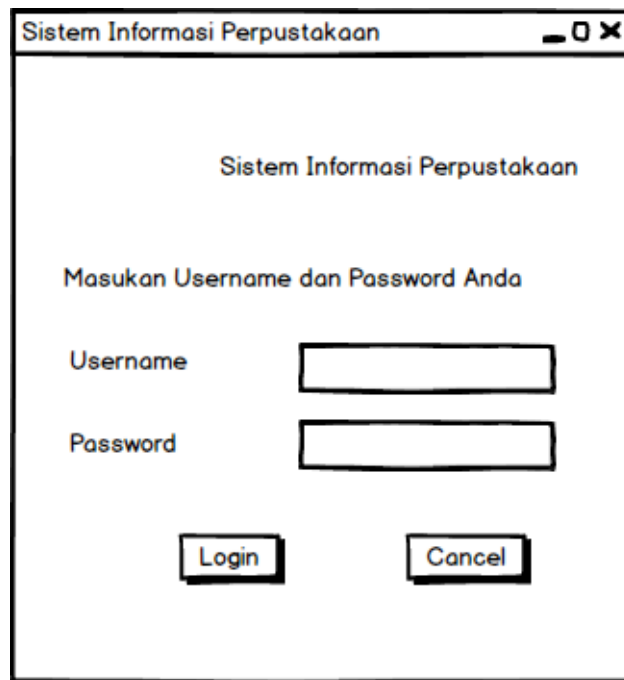 Sistem Informasi Perpustakaan
Sistem Informasi Perpustakaan
Masukan Username dan Password Anda
Username
Password
Login Cancel